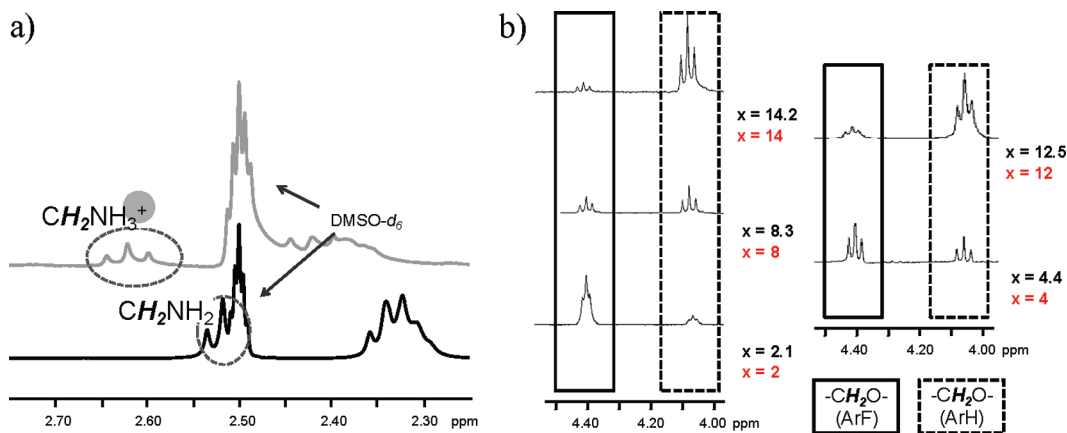 a)
CH2NH3+
DMSO-d6
CH2NH2
2.70 2.60 2.50 2.40 2.30 ppm
b)
x = 14.2
x = 14
x = 8.3
x = 8
x = 2.1
x = 2
4.40 4.20 4.00 ppm
x = 12.5
x = 12
x = 4.4
x = 4
4.40 4.20 4.00 ppm
-CH2O-
(ArF)
-CH2O-
(ArH)